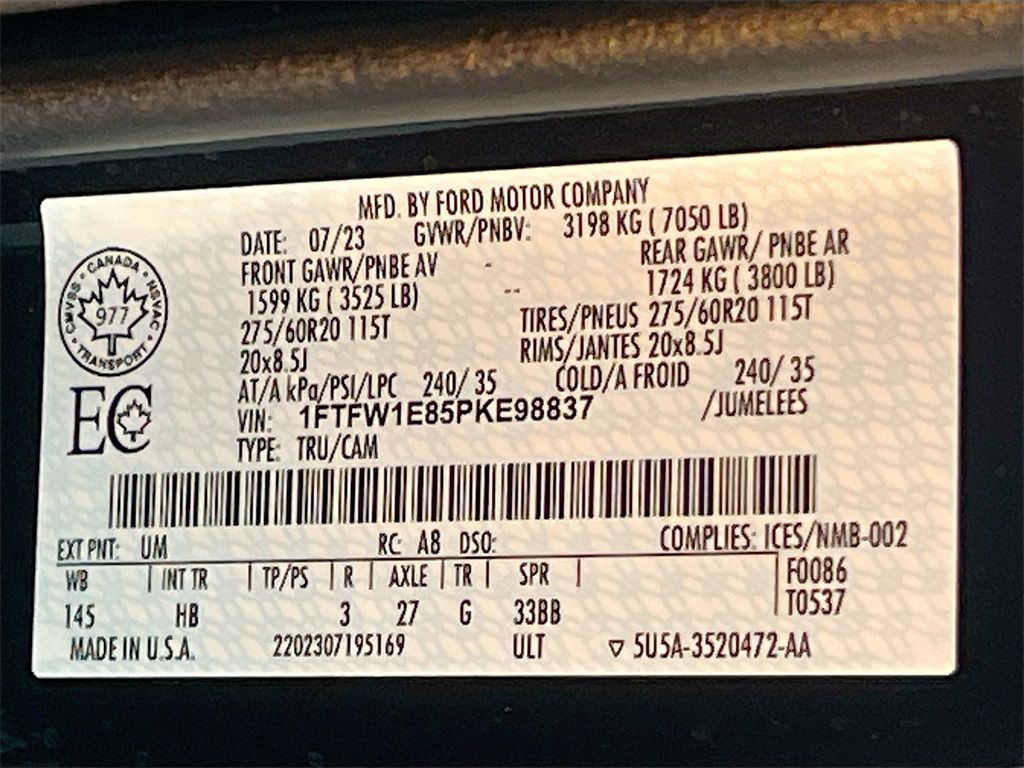 MFD. BY FORD MOTOR COMPANY
DATE: 07/23 GVWR/PNBV: 3198 KG ( 7050 LB)
FRONT GAWR/PNBE AV - REAR GAWR/ PNBE AR
1599 KG ( 3525 LB) -- 1724 KG ( 3800 LB)
275/60R20 115T TIRES/PNEUS 275/60R20 115T
20x8.5J RIMS/JANTES 20x8.5J
AT/A kPa/PSI/LPC 240/ 35 COLD/A FROID 240/ 35
VIN: 1FTFW1E85PKE98837 /JUMELEES
TYPE: TRU/CAM
CANADA
CMVSS NSVAC
977
TRANSPORT
EC
EXT PNT: UM RC: A8 DSO: COMPLIES: ICES/NMB-002
WB | INT TR | TP/PS | R | AXLE | TR | SPR | F0086
145 HB 3 27 G 33BB T0537
MADE IN U.S.A. 2202307195169 ULT ▽ 5U5A-3520472-AA